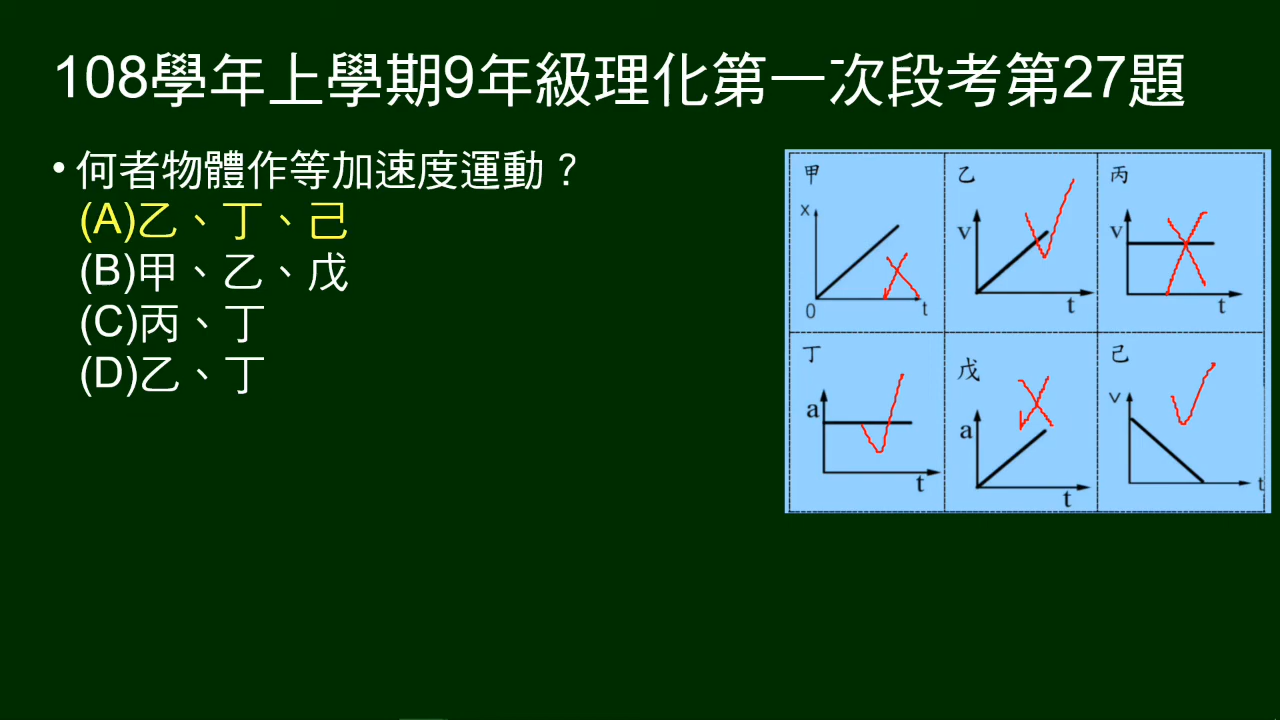 108學年上學期9年級理化第一次段考第27題
• 何者物體作等加速度運動？
(A)乙、丁、己
(B)甲、乙、戊
(C)丙、丁
(D)乙、丁
甲 乙 丙
x v v
0 t t t
丁 戊 己
a a v
t t t